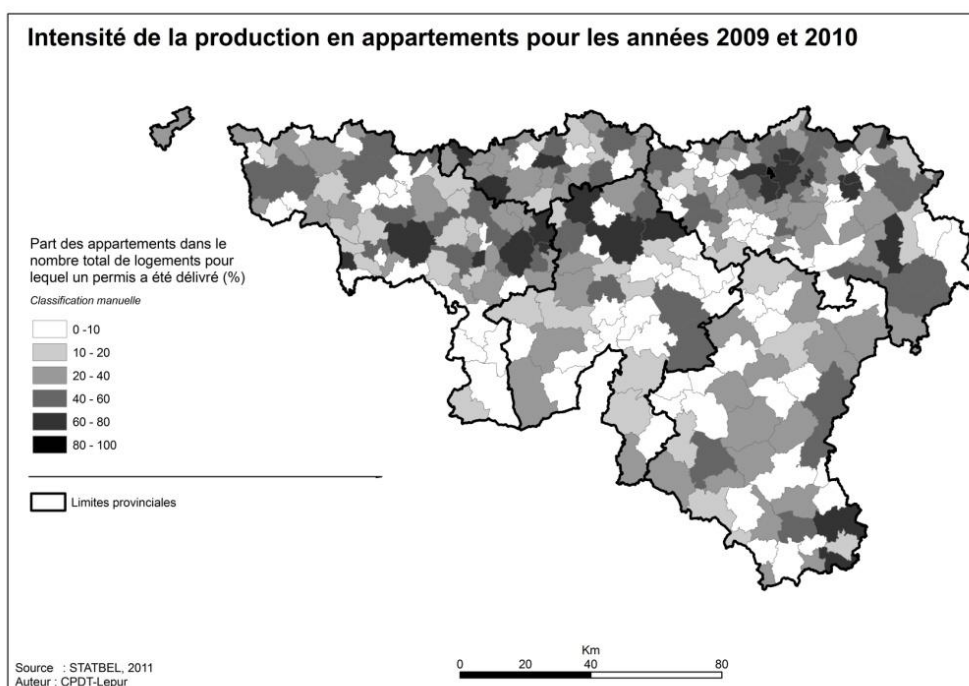 Intensité de la production en appartements pour les années 2009 et 2010
Part des appartements dans le
nombre total de logements pour
lequel un permis a été délivré (%)
Classification manuelle
0 -10
10 - 20
20 - 40
40 - 60
60 - 80
80 - 100
Limites provinciales
Km
0 20 40 80
Source : STATBEL, 2011
Auteur : CPDT-Lepur